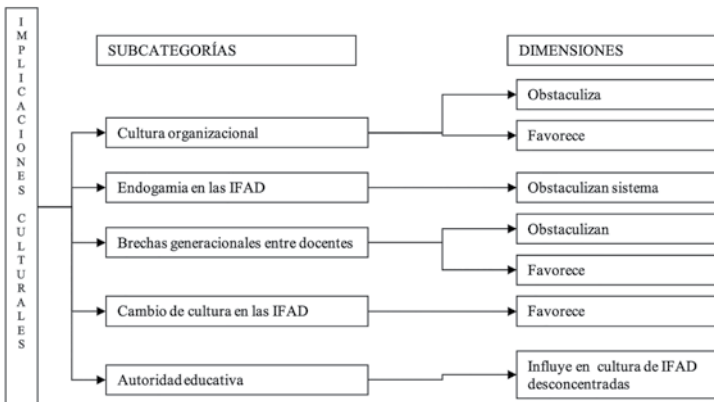 IMPLICACIONES CULTURALES
SUBCATEGORÍAS
DIMENSIONES
Cultura organizacional
Obstaculiza
Favorece
Endogamia en las IFAD
Obstaculizan sistema
Brechas generacionales entre docentes
Obstaculizan
Favorece
Cambio de cultura en las IFAD
Favorece
Autoridad educativa
Influye en cultura de IFAD
desconcentradas